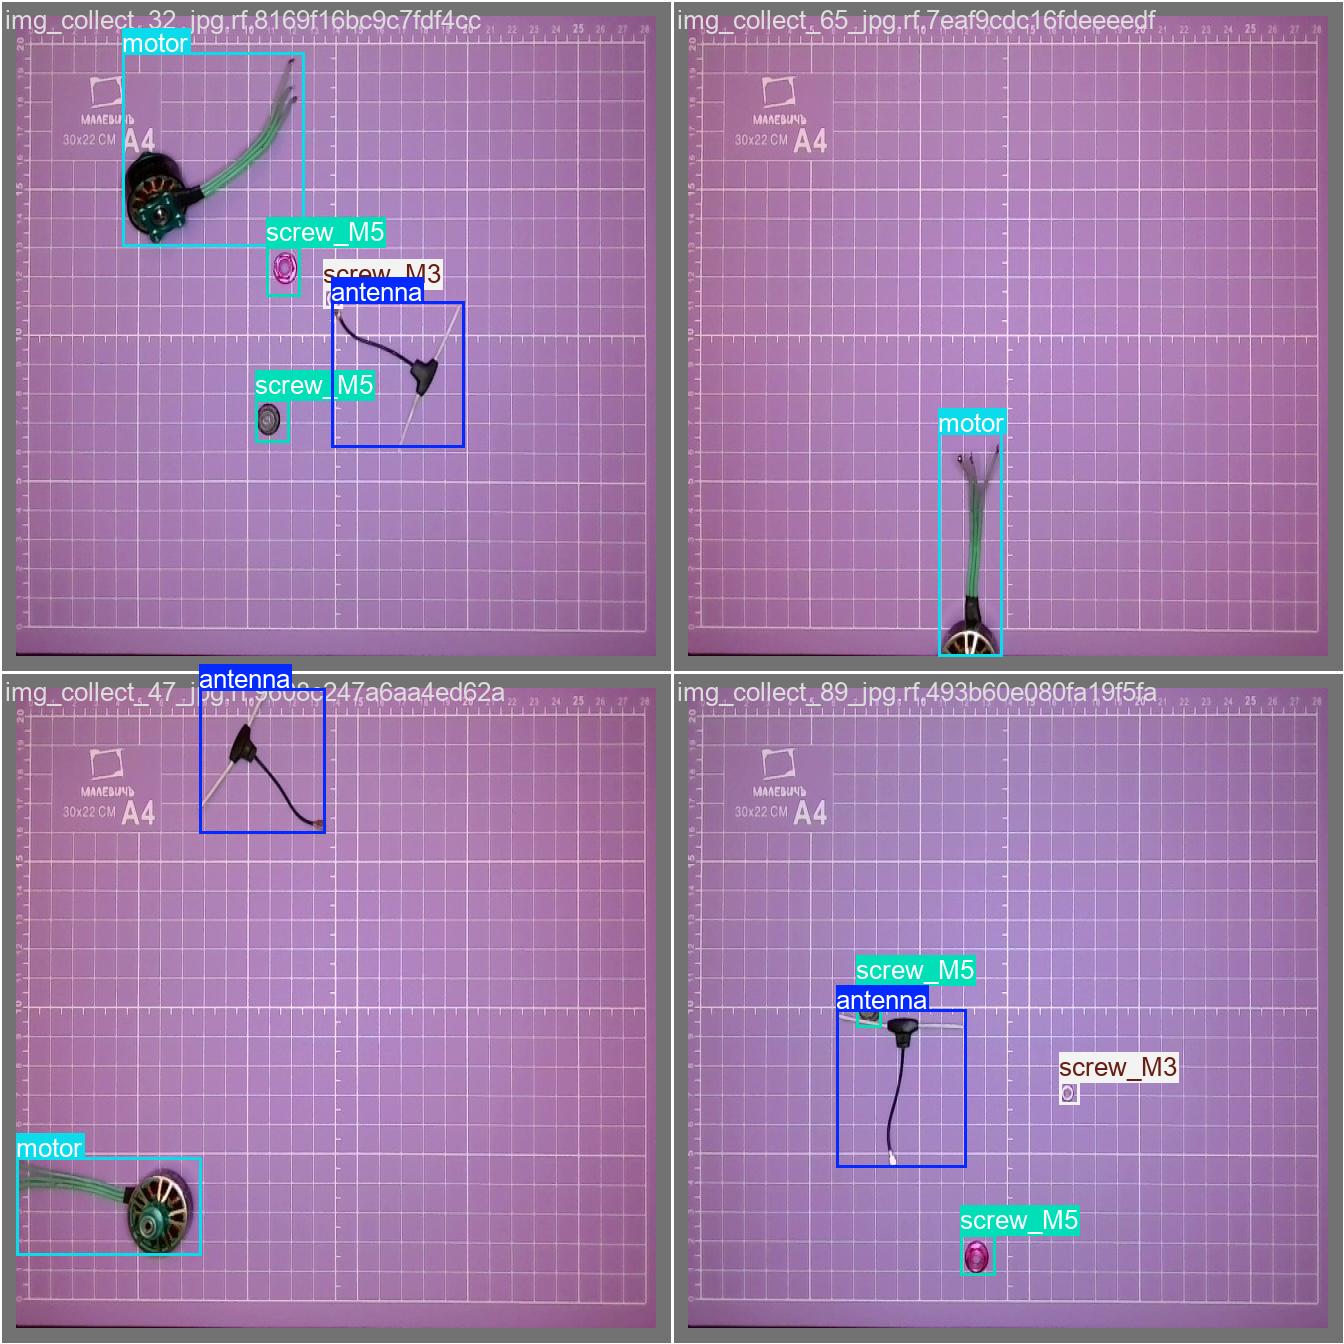 img_collect_32_jpg.rf.8169f16bc9c7fdf4cc
motor
МАЛЕВИЧЪ
30x22 CM A4
screw_M5
screw_M3
antenna
screw_M5
img_collect_65_jpg.rf.7eaf9cdc16fdeeeedf
МАЛЕВИЧЪ
30x22 CM A4
motor
antenna
img_collect_47_jpg.rf.9608c247a6aa4ed62a
МАЛЕВИЧЪ
30x22 CM A4
motor
img_collect_89_jpg.rf.493b60e080fa19f5fa
МАЛЕВИЧЪ
30x22 CM A4
screw_M5
antenna
screw_M3
screw_M5